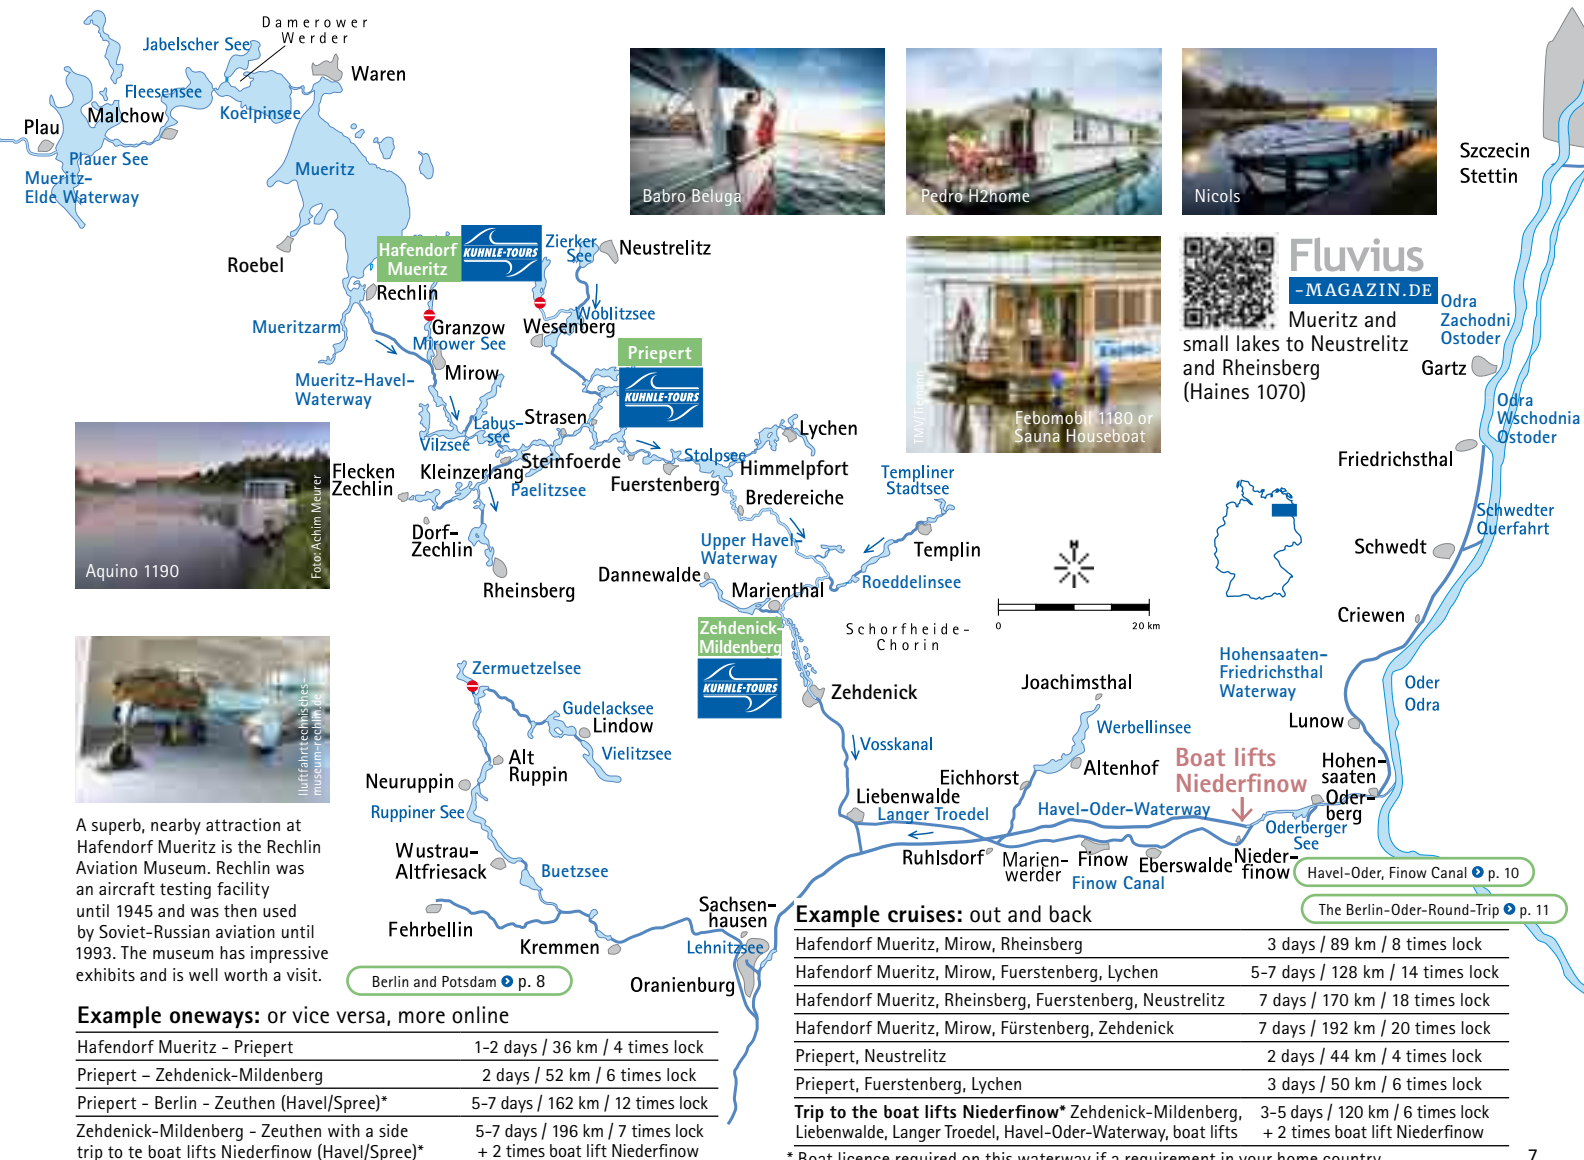 Damerower
Werder
Jabelscher See
Waren
Fleesensee
Koelpinsee
Malchow
Plau
Plauer See
Mueritz-
Elde Waterway
Mueritz
Roebel
Hafendorf
Mueritz
KUHNLE-TOURS
Zierker
See
Neustrelitz
Rechlin
Mueritzarm
Granzow
Mirower See
Woblitzsee
Wesenberg
Mirow
Mueritz-Havel-
Waterway
Priepert
KUHNLE-TOURS
Labus-
see
Strasen
Vilzsee
Lychen
Flecken
Zechlin
Kleinzerlang
Steinfoerde
Stolpsee
Himmelpfort
Paelitzsee
Fuerstenberg
Bredereiche
Templiner
Stadtsee
Dorf-
Zechlin
Upper Havel-
Waterway
Templin
Rheinsberg
Dannewalde
Marienthal
Roeddelinsee
Zehdenick-
Mildenberg
KUHNLE-TOURS
Schorfheide-
Chorin
Zehdenick
Joachimsthal
Werbellinsee
Vosskanal
Altenhof
Eichhorst
Liebenwalde
Langer Troedel
Havel-Oder-Waterway
Boat lifts
Niederfinow
Ruhlsdorf
Marien-
werder
Finow
Finow Canal
Eberswalde
Nieder-
finow
Oderberger
See
Oder-
berg
Hohen-
saaten
Lunow
Hohensaaten-
Friedrichsthal
Waterway
Oder
Odra
Criewen
Schwedt
Schwedter
Querfahrt
Friedrichsthal
Odra
Wschodnia
Ostoder
Gartz
Odra
Zachodni
Ostoder
Szczecin
Stettin
N
0
20 km
Zermuetzelsee
Gudelacksee
Lindow
Vielitzsee
Alt
Ruppin
Neuruppin
Ruppiner See
Wustrau-
Altfriesack
Buetzsee
Fehrbellin
Kremmen
Sachsen-
hausen
Lehnitzsee
Oranienburg
Babro Beluga
Pedro H2home
Nicols
TMV/Tiemann
Febomobil 1180 or
Sauna Houseboat
Fluvius
-MAGAZIN.DE
Mueritz and
small lakes to Neustrelitz
and Rheinsberg
(Haines 1070)
Aquino 1190
Foto: Achim Meurer
lluftfahrttechnisches-
museum-rechlin.de
A superb, nearby attraction at
Hafendorf Mueritz is the Rechlin
Aviation Museum. Rechlin was
an aircraft testing facility
until 1945 and was then used
by Soviet-Russian aviation until
1993. The museum has impressive
exhibits and is well worth a visit.
Berlin and Potsdam p. 8
Havel-Oder, Finow Canal p. 10
The Berlin-Oder-Round-Trip p. 11
Example oneways: or vice versa, more online
Hafendorf Mueritz - Priepert 1-2 days / 36 km / 4 times lock
Priepert – Zehdenick-Mildenberg 2 days / 52 km / 6 times lock
Priepert - Berlin - Zeuthen (Havel/Spree)* 5-7 days / 162 km / 12 times lock
Zehdenick-Mildenberg - Zeuthen with a side 5-7 days / 196 km / 7 times lock
trip to te boat lifts Niederfinow (Havel/Spree)* + 2 times boat lift Niederfinow
Example cruises: out and back
Hafendorf Mueritz, Mirow, Rheinsberg 3 days / 89 km / 8 times lock
Hafendorf Mueritz, Mirow, Fuerstenberg, Lychen 5-7 days / 128 km / 14 times lock
Hafendorf Mueritz, Rheinsberg, Fuerstenberg, Neustrelitz 7 days / 170 km / 18 times lock
Hafendorf Mueritz, Mirow, Fürstenberg, Zehdenick 7 days / 192 km / 20 times lock
Priepert, Neustrelitz 2 days / 44 km / 4 times lock
Priepert, Fuerstenberg, Lychen 3 days / 50 km / 6 times lock
Trip to the boat lifts Niederfinow* Zehdenick-Mildenberg, 3-5 days / 120 km / 6 times lock
Liebenwalde, Langer Troedel, Havel-Oder-Waterway, boat lifts + 2 times boat lift Niederfinow
* Boat licence required on this waterway if a requirement in your home country
7